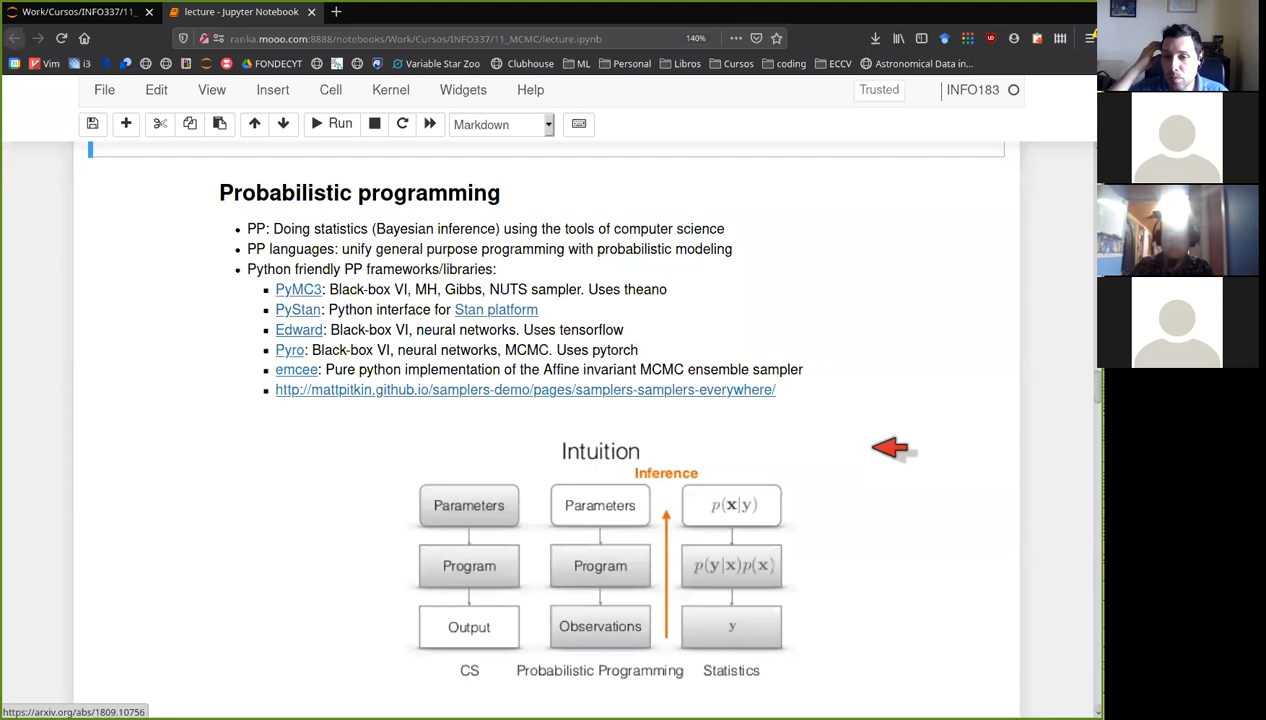 Work/Cursos/INFO337/11_
lecture - Jupyter Notebook
ranka.mooo.com:8888/notebooks/Work/Cursos/INFO337/11_MCMC/lecture.ipynb
140%
Vim
i3
FONDECYT
Variable Star Zoo
Clubhouse
ML
Personal
Libros
Cursos
coding
ECCV
Astronomical Data in...
File
Edit
View
Insert
Cell
Kernel
Widgets
Help
Trusted
INFO183
Run
Markdown
Probabilistic programming
PP: Doing statistics (Bayesian inference) using the tools of computer science
PP languages: unify general purpose programming with probabilistic modeling
Python friendly PP frameworks/libraries:
PyMC3: Black-box VI, MH, Gibbs, NUTS sampler. Uses theano
PyStan: Python interface for Stan platform
Edward: Black-box VI, neural networks. Uses tensorflow
Pyro: Black-box VI, neural networks, MCMC. Uses pytorch
emcee: Pure python implementation of the Affine invariant MCMC ensemble sampler
http://mattpitkin.github.io/samplers-demo/pages/samplers-samplers-everywhere/
Intuition
Inference
Parameters
Parameters
p(x|y)
Program
Program
p(y|x)p(x)
Output
Observations
y
CS
Probabilistic Programming
Statistics
https://arxiv.org/abs/1809.10756